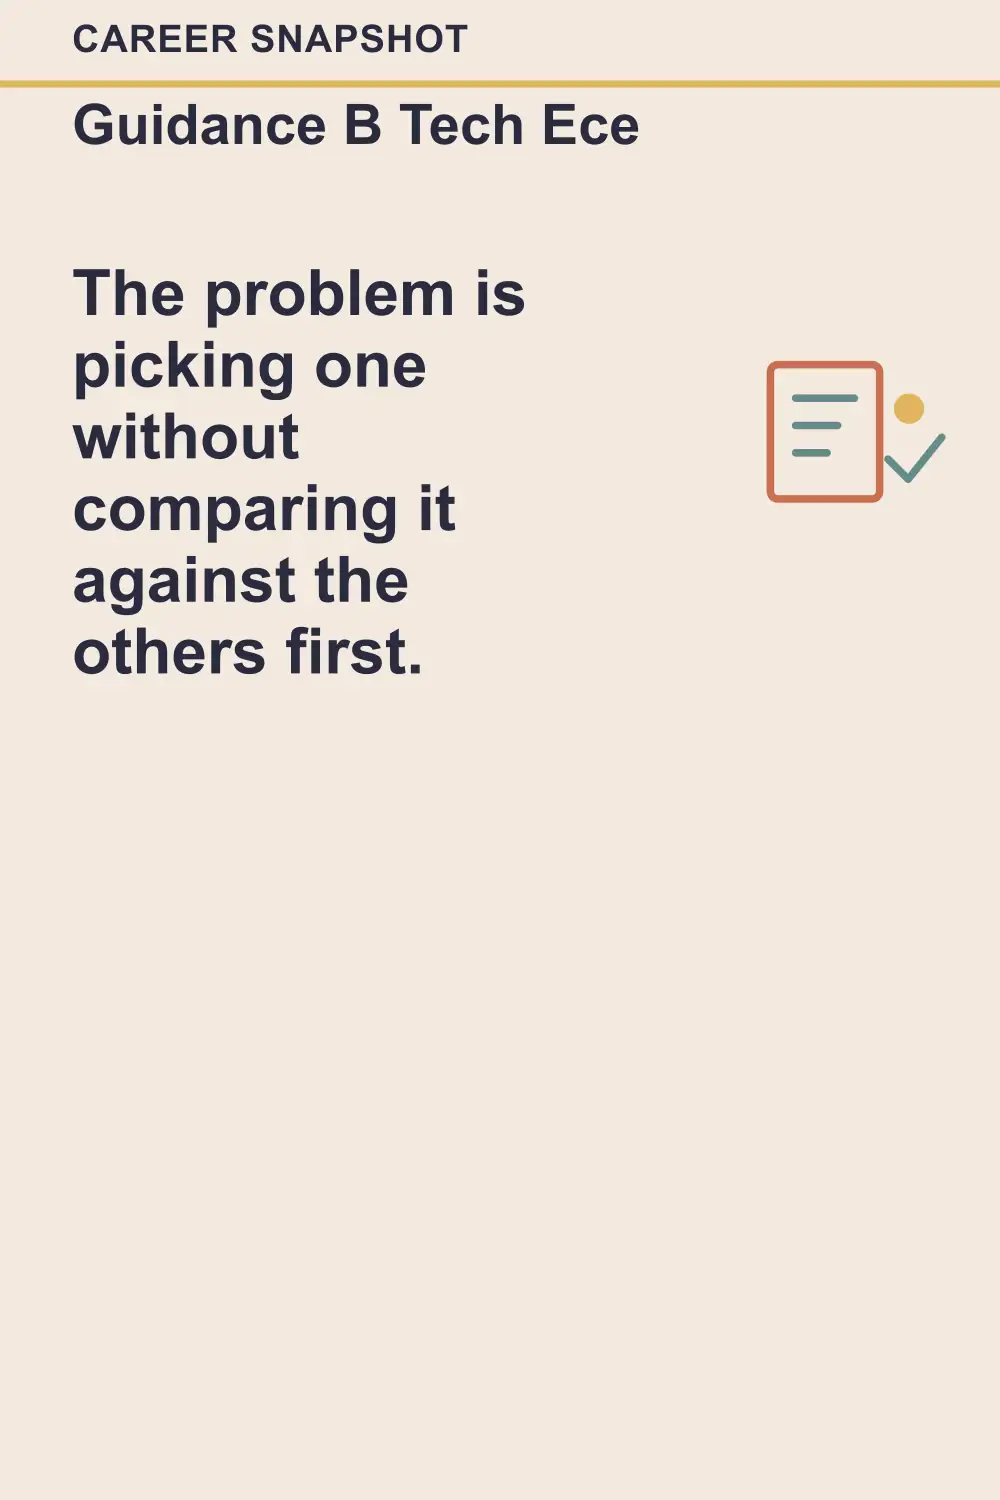 CAREER SNAPSHOT
Guidance B Tech Ece
The problem is
picking one
without
comparing it
against the
others first.